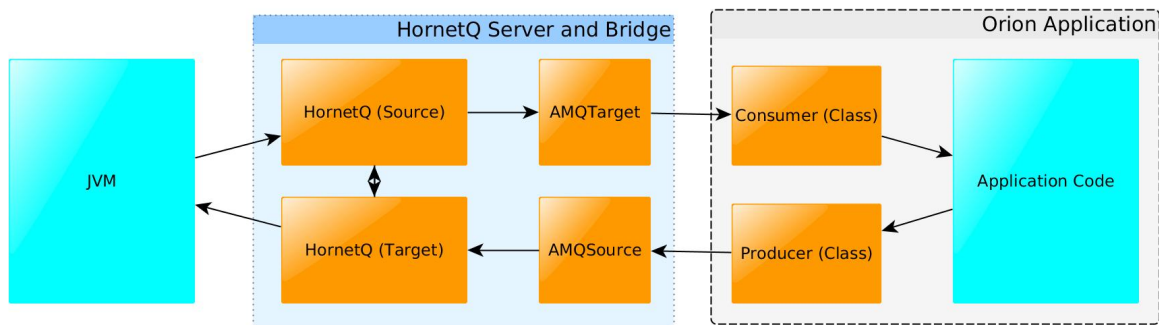 HornetQ Server and Bridge
Orion Application
JVM
HornetQ (Source)
AMQTarget
Consumer (Class)
Application Code
HornetQ (Target)
AMQSource
Producer (Class)